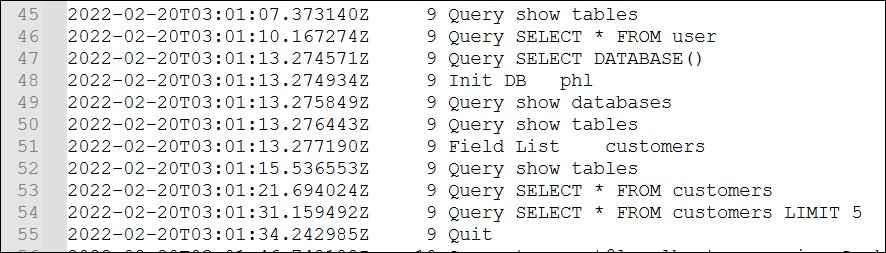 45 2022-02-20T03:01:07.373140Z 9 Query show tables
46 2022-02-20T03:01:10.167274Z 9 Query SELECT * FROM user
47 2022-02-20T03:01:13.274571Z 9 Query SELECT DATABASE()
48 2022-02-20T03:01:13.274934Z 9 Init DB phl
49 2022-02-20T03:01:13.275849Z 9 Query show databases
50 2022-02-20T03:01:13.276443Z 9 Query show tables
51 2022-02-20T03:01:13.277190Z 9 Field List customers
52 2022-02-20T03:01:15.536553Z 9 Query show tables
53 2022-02-20T03:01:21.694024Z 9 Query SELECT * FROM customers
54 2022-02-20T03:01:31.159492Z 9 Query SELECT * FROM customers LIMIT 5
55 2022-02-20T03:01:34.242985Z 9 Quit